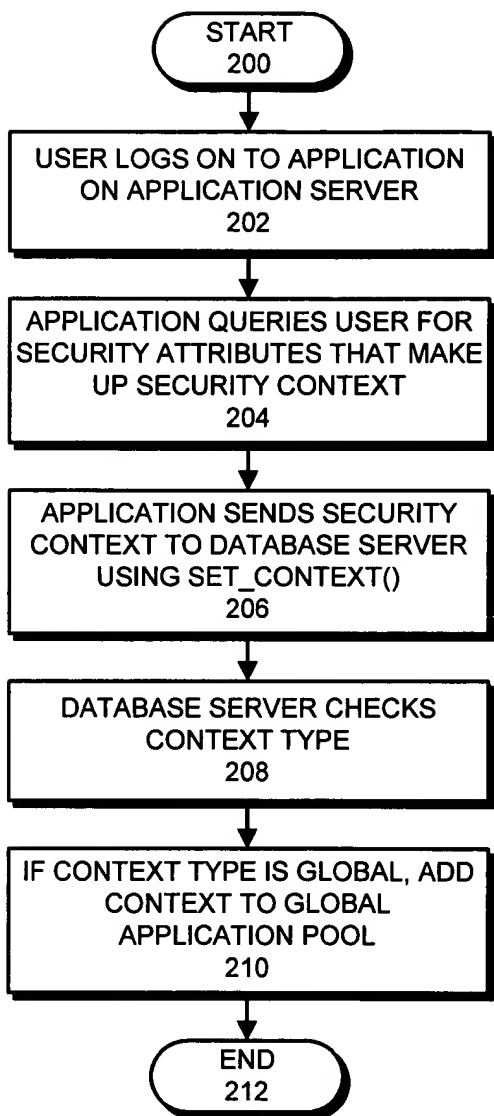 START
200
USER LOGS ON TO APPLICATION
ON APPLICATION SERVER
202
APPLICATION QUERIES USER FOR
SECURITY ATTRIBUTES THAT MAKE
UP SECURITY CONTEXT
204
APPLICATION SENDS SECURITY
CONTEXT TO DATABASE SERVER
USING SET_CONTEXT()
206
DATABASE SERVER CHECKS
CONTEXT TYPE
208
IF CONTEXT TYPE IS GLOBAL, ADD
CONTEXT TO GLOBAL
APPLICATION POOL
210
END
212